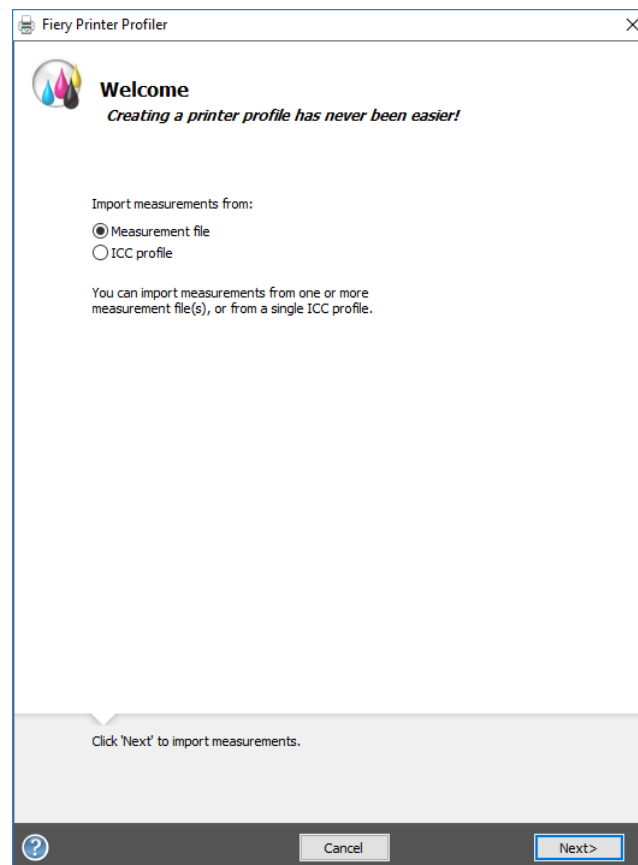 Fiery Printer Profiler
Welcome
Creating a printer profile has never been easier!
Import measurements from:
Measurement file
ICC profile
You can import measurements from one or more
measurement file(s), or from a single ICC profile.
Click 'Next' to import measurements.
?
Cancel
Next>